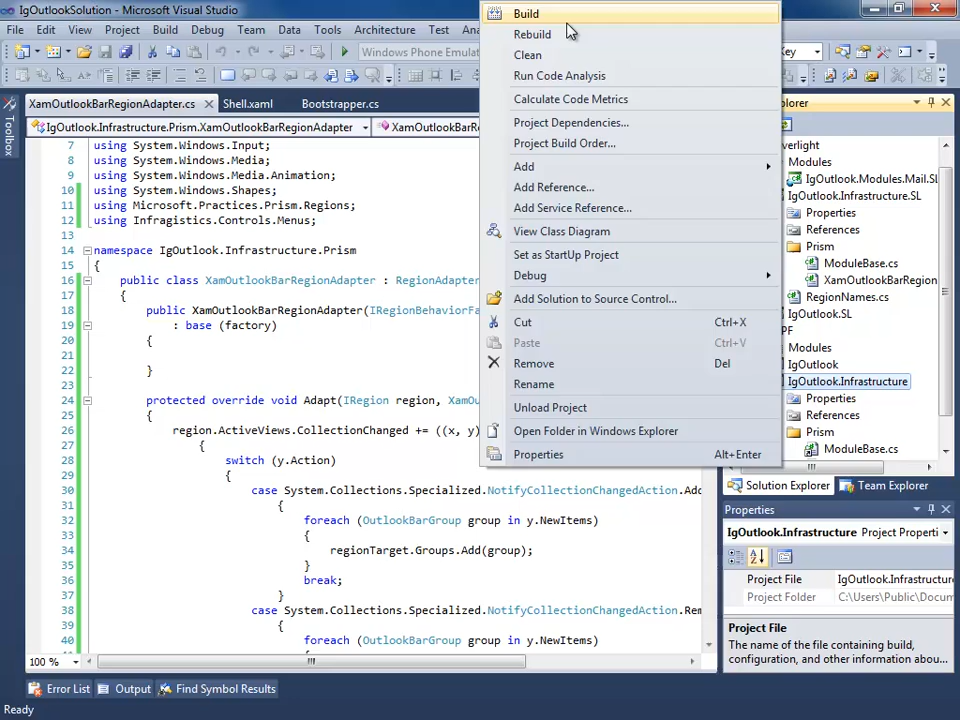 IgOutlookSolution - Microsoft Visual Studio
File Edit View Project Build Debug Team Data Tools Architecture Test
Windows Phone Emulat
Key
XamOutlookBarRegionAdapter.cs Shell.xaml Bootstrapper.cs
IgOutlook.Infrastructure.Prism.XamOutlookBarRegionAdapter XamOutlookBarR
Toolbox
7 using System.Windows.Input;
8 using System.Windows.Media;
9 using System.Windows.Media.Animation;
10 using System.Windows.Shapes;
11 using Microsoft.Practices.Prism.Regions;
12 using Infragistics.Controls.Menus;
13
14 namespace IgOutlook.Infrastructure.Prism
15 {
16 public class XamOutlookBarRegionAdapter : RegionAdapter
17 {
18 public XamOutlookBarRegionAdapter(IRegionBehaviorFa
19 : base (factory)
20 {
21
22 }
23
24 protected override void Adapt(IRegion region, XamOu
25 {
26 region.ActiveViews.CollectionChanged += ((x, y)
27 {
28 switch (y.Action)
29 {
30 case System.Collections.Specialized.NotifyCollectionChangedAction.Add
31 {
32 foreach (OutlookBarGroup group in y.NewItems)
33 {
34 regionTarget.Groups.Add(group);
35 }
36 break;
37 }
38 case System.Collections.Specialized.NotifyCollectionChangedAction.Rem
39 {
40 foreach (OutlookBarGroup group in y.NewItems)
100 %
Build
Rebuild
Clean
Run Code Analysis
Calculate Code Metrics
Project Dependencies...
Project Build Order...
Add
Add Reference...
Add Service Reference...
View Class Diagram
Set as StartUp Project
Debug
Add Solution to Source Control...
Cut Ctrl+X
Paste Ctrl+V
Remove Del
Rename
Unload Project
Open Folder in Windows Explorer
Properties Alt+Enter
plorer
verlight
Modules
IgOutlook.Modules.Mail.SL
IgOutlook.Infrastructure.SL
Properties
References
Prism
ModuleBase.cs
XamOutlookBarRegion
RegionNames.cs
IgOutlook.SL
PF
Modules
IgOutlook
IgOutlook.Infrastructure
Properties
References
Prism
ModuleBase.cs
Solution Explorer Team Explorer
Properties
IgOutlook.Infrastructure Project Properti
Project File IgOutlook.Infrastructure
Project Folder C:\Users\Public\Docum
Project File
The name of the file containing build,
configuration, and other information abou...
Error List Output Find Symbol Results
Ready